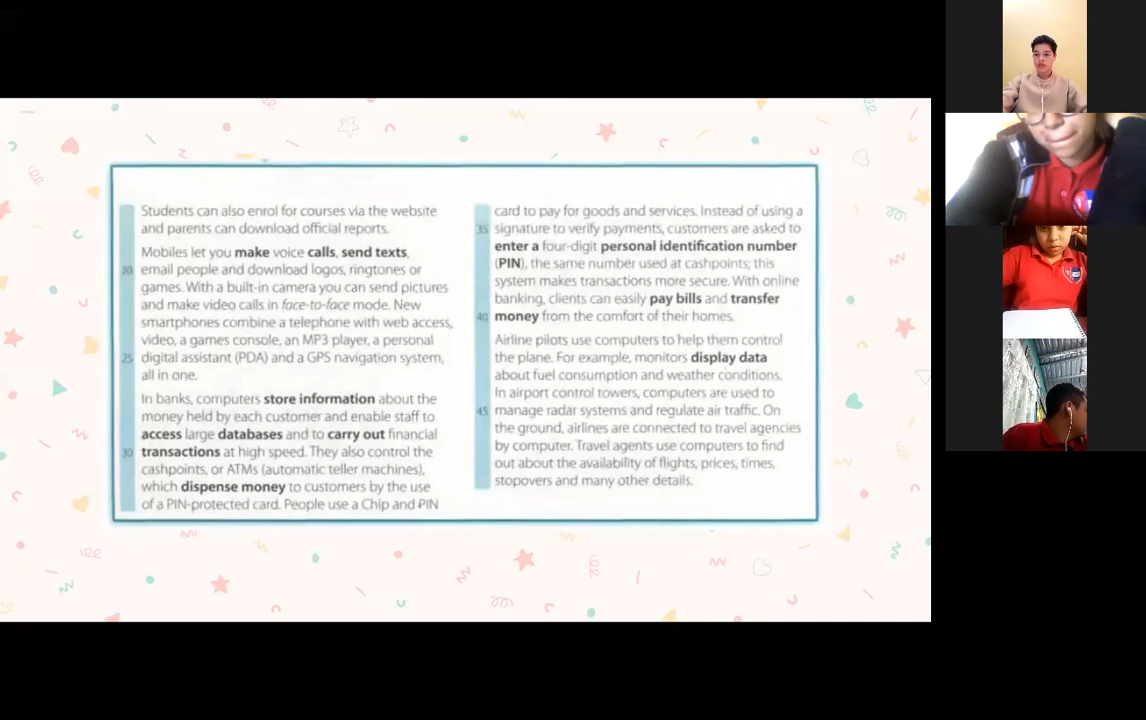 Students can also enrol for courses via the website
and parents can download official reports.
Mobiles let you make voice calls, send texts,
20 email people and download logos, ringtones or
games. With a built-in camera you can send pictures
and make video calls in face-to-face mode. New
smartphones combine a telephone with web access,
video, a games console, an MP3 player, a personal
25 digital assistant (PDA) and a GPS navigation system,
all in one.
In banks, computers store information about the
money held by each customer and enable staff to
access large databases and to carry out financial
30 transactions at high speed. They also control the
cashpoints, or ATMs (automatic teller machines),
which dispense money to customers by the use
of a PIN-protected card. People use a Chip and PIN
card to pay for goods and services. Instead of using a
35 signature to verify payments, customers are asked to
enter a four-digit personal identification number
(PIN), the same number used at cashpoints; this
system makes transactions more secure. With online
banking, clients can easily pay bills and transfer
40 money from the comfort of their homes.
Airline pilots use computers to help them control
the plane. For example, monitors display data
about fuel consumption and weather conditions.
In airport control towers, computers are used to
45 manage radar systems and regulate air traffic. On
the ground, airlines are connected to travel agencies
by computer. Travel agents use computers to find
out about the availability of flights, prices, times,
stopovers and many other details.